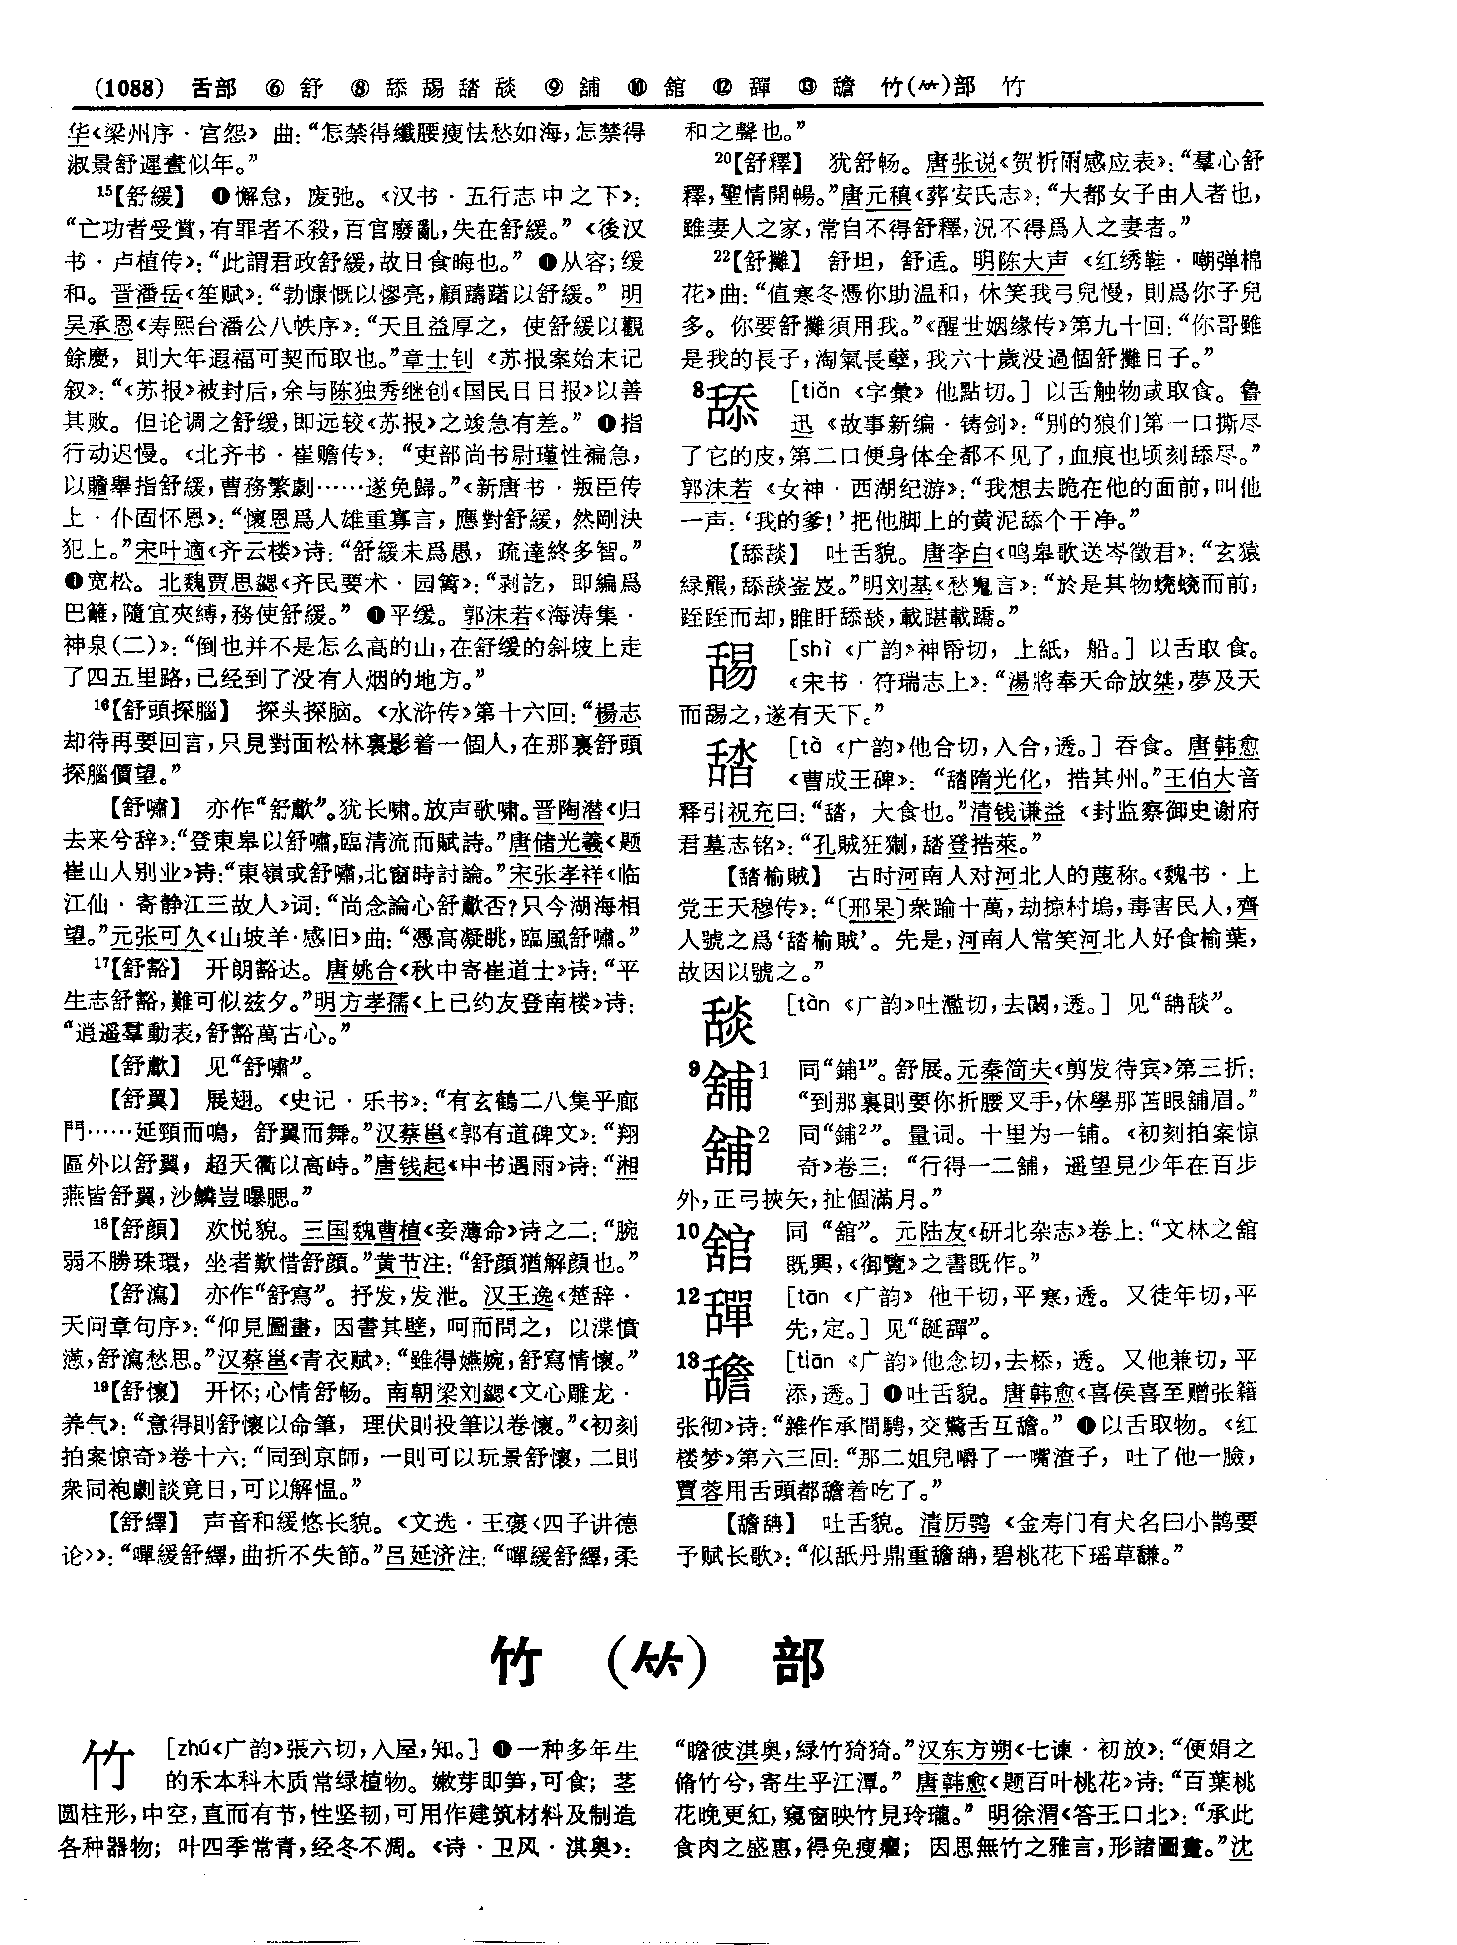 (1088) 舌部 ⑥舒 ⑧舔舓䑜舕 ⑨舖 ⑩舘 ⑫ ⑬ 竹(⺮)部 竹
华《梁州序·宫怨》曲:“怎禁得纖腰瘦怯愁如海,怎禁得
淑景舒遲晝似年。”
15【舒緩】 ❶懈怠,废弛。《汉书·五行志中之下》:
“亡功者受賞,有罪者不殺,百官廢亂,失在舒緩。”《後汉
书·卢植传》:“此謂君政舒緩,故日食晦也。” ❶从容;缓
和。晋潘岳《笙赋》:“勃慷慨以憀亮,顧躊躇以舒緩。” 明
吴承恩《寿熙台潘公八帙序》:“天且益厚之,使舒緩以觀
餘慶,則大年遐福可契而取也。”章士钊《苏报案始末记
叙》:“《苏报》被封后,余与陈独秀继创《国民日日报》以善
其败。但论调之舒缓,即远较《苏报》之竣急有差。” ❶指
行动迟慢。《北齐书·崔赡传》:“吏部尚书尉瑾性褊急,
以贍舉指舒緩,曹務繁劇……遂免歸。”《新唐书·叛臣传
上·仆固怀恩》:“懷恩爲人雄重寡言,應對舒緩,然剛決
犯上。”宋叶適《齐云楼》诗:“舒緩未爲愚,疏達終多智。”
❶宽松。北魏贾思勰《齐民要术·园篱》:“剥訖,即編爲
巴籬,隨宜夾縛,務使舒緩。” ❶平缓。郭沫若《海涛集·
神泉(二)》:“倒也并不是怎么高的山,在舒缓的斜坡上走
了四五里路,已经到了没有人烟的地方。”
16【舒頭探腦】 探头探脑。《水浒传》第十六回:“楊志
却待再要回言,只見對面松林裏影着一個人,在那裏舒頭
探腦價望。”
【舒嘯】 亦作“舒歗”。犹长啸。放声歌啸。晋陶潜《归
去来兮辞》:“登東皋以舒嘯,臨清流而賦詩。”唐储光羲《题
崔山人别业》诗:“東嶺或舒嘯,北窗時討論。”宋张孝祥《临
江仙·寄静江三故人》词:“尚念論心舒歗否?只今湖海相
望。”元张可久《山坡羊·感旧》曲:“憑高凝眺,臨風舒嘯。”
17【舒豁】 开朗豁达。唐姚合《秋中寄崔道士》诗:“平
生志舒豁,難可似兹夕。”明方孝孺《上巳约友登南楼》诗:
“逍遥羣動表,舒豁萬古心。”
【舒歗】 见“舒嘯”。
【舒翼】 展翅。《史记·乐书》:“有玄鶴二八集乎廊
門……延頸而鳴,舒翼而舞。”汉蔡邕《郭有道碑文》:“翔
區外以舒翼,超天衢以高峙。”唐钱起《中书遇雨》诗:“湘
燕皆舒翼,沙鱗豈曝腮。”
18【舒顔】 欢悦貌。三国魏曹植《妾薄命》诗之二:“腕
弱不勝珠環,坐者歎惜舒顔。”黄节注:“舒顔猶解顔也。”
【舒瀉】 亦作“舒寫”。抒发,发泄。汉王逸《楚辞·
天问章句序》:“仰見圖畫,因書其壁,呵而問之,以渫憤
懣,舒瀉愁思。”汉蔡邕《青衣赋》:“雖得嬿婉,舒寫情懷。”
19【舒懷】 开怀;心情舒畅。南朝梁刘勰《文心雕龙·
养气》:“意得則舒懷以命筆,理伏則投筆以卷懷。”《初刻
拍案惊奇》卷十六:“同到京師,一則可以玩景舒懷,二則
衆同袍劇談竟日,可以解愠。”
【舒繹】 声音和缓悠长貌。《文选·王褒〈四子讲德
论〉》:“嘽緩舒繹,曲折不失節。”吕延济注:“嘽緩舒繹,柔
和之聲也。”
20【舒釋】 犹舒畅。唐张说《贺祈雨感应表》:“羣心舒
釋,聖情開暢。”唐元稹《葬安氏志》:“大都女子由人者也,
雖妻人之家,常自不得舒釋,況不得爲人之妻者。”
22【舒攤】 舒坦,舒适。明陈大声《红绣鞋·嘲弹棉
花》曲:“值寒冬憑你助温和,休笑我弓兒慢,則爲你子兒
多。你要舒攤須用我。”《醒世姻缘传》第九十回:“你哥雖
是我的長子,淘氣長孽,我六十歲没過個舒攤日子。”
8舔 [tiǎn《字彙》他點切。] 以舌触物或取食。鲁
迅《故事新编·铸剑》:“别的狼们第一口撕尽
了它的皮,第二口便身体全都不见了,血痕也顷刻舔尽。”
郭沫若《女神·西湖纪游》:“我想去跪在他的面前,叫他
一声:‘我的爹!’把他脚上的黄泥舔个干净。”
【舔舕】 吐舌貌。唐李白《鸣皋歌送岑徵君》:“玄猿
緑羆,舔舕崟岌。”明刘基《愁鬼言》:“於是其物蟯蟯而前,
跮跮而却,睢盱舔舕,載踸載蹻。”
舓 [shì《广韵》神帋切,上紙,船。] 以舌取食。
《宋书·符瑞志上》:“湯將奉天命放桀,夢及天
而舓之,遂有天下。”
䑜 [tà《广韵》他合切,入合,透。] 吞食。唐韩愈
《曹成王碑》:“䑜隋光化,捁其州。”王伯大音
释引祝充曰:“䑜,大食也。”清钱谦益《封监察御史谢府
君墓志铭》:“孔賊狂猘,䑜登捁萊。”
【䑜榆賊】 古时河南人对河北人的蔑称。《魏书·上
党王天穆传》:“〔邢杲〕衆踰十萬,劫掠村塢,毒害民人,齊
人號之爲‘䑜榆賊’。先是,河南人常笑河北人好食榆葉,
故因以號之。”
舕 [tàn《广韵》吐濫切,去闞,透。] 见“舑舕”。
9舖1 同“鋪1”。舒展。元秦简夫《剪发待宾》第三折:
“到那裏則要你折腰叉手,休學那苫眼舖眉。”
舖2 同“鋪2”。量词。十里为一铺。《初刻拍案惊
奇》卷三:“行得一二舖,遥望見少年在百步
外,正弓挾矢,扯個滿月。”
10舘 同“館”。元陆友《研北杂志》卷上:“文林之舘
既興,《御覽》之書既作。”
12 [tān《广韵》他干切,平寒,透。又徒年切,平
先,定。] 见
13 [tiān《广韵》他念切,去㮇,透。又他兼切,平
添,透。] ❶吐舌貌。唐韩愈《喜侯喜至赠张籍
张彻》诗:“雜作承間騁,交驚舌互 。” ❶以舌取物。《红
楼梦》第六三回:“那二姐兒嚼了一嘴渣子,吐了他一臉,
賈蓉用舌頭都 着吃了。”
【 舑】 吐舌貌。清厉鹗《金寿门有犬名曰小鹊要
予赋长歌》:“似舐丹鼎重 舑,碧桃花下瑶草䕭。”
竹 (⺮) 部
竹 [zhú《广韵》張六切,入屋,知。] ❶一种多年生
的禾本科木质常绿植物。嫩芽即笋,可食;茎
圆柱形,中空,直而有节,性坚韧,可用作建筑材料及制造
各种器物;叶四季常青,经冬不凋。《诗·卫风·淇奥》:
“瞻彼淇奥,緑竹猗猗。”汉东方朔《七谏·初放》:“便娟之
脩竹兮,寄生乎江潭。” 唐韩愈《题百叶桃花》诗:“百葉桃
花晚更紅,窺窗映竹見玲瓏。” 明徐渭《答王口北》:“承此
食肉之盛惠,得免瘦癯;因思無竹之雅言,形諸圖畫。”沈